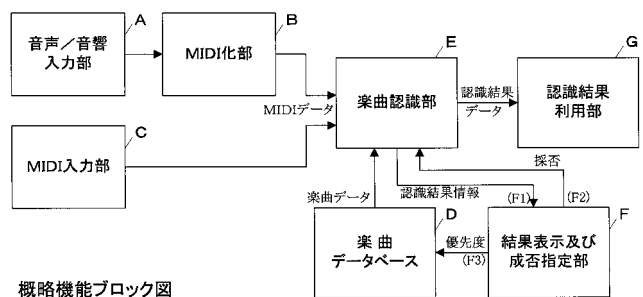 A
音声／音響
入力部
B
MIDI化部
E
楽曲認識部
G
認識結果
利用部
MIDIデータ
認識結果
データ
C
MIDI入力部
採否
楽曲データ
認識結果情報
(F1)
(F2)
D
楽 曲
データベース
優先度
(F3)
F
結果表示及び
成否指定部
概略機能ブロック図